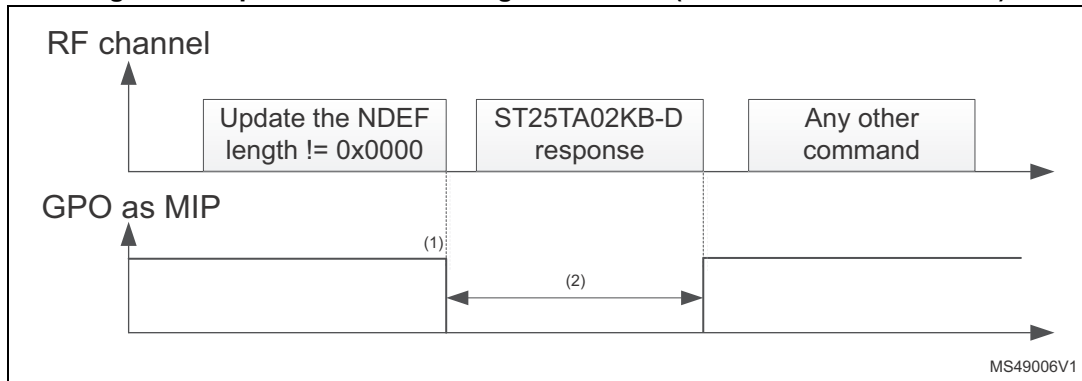 RF channel
Update the NDEF
length != 0x0000
ST25TA02KB-D
response
Any other
command
GPO as MIP
(1)
(2)
MS49006V1